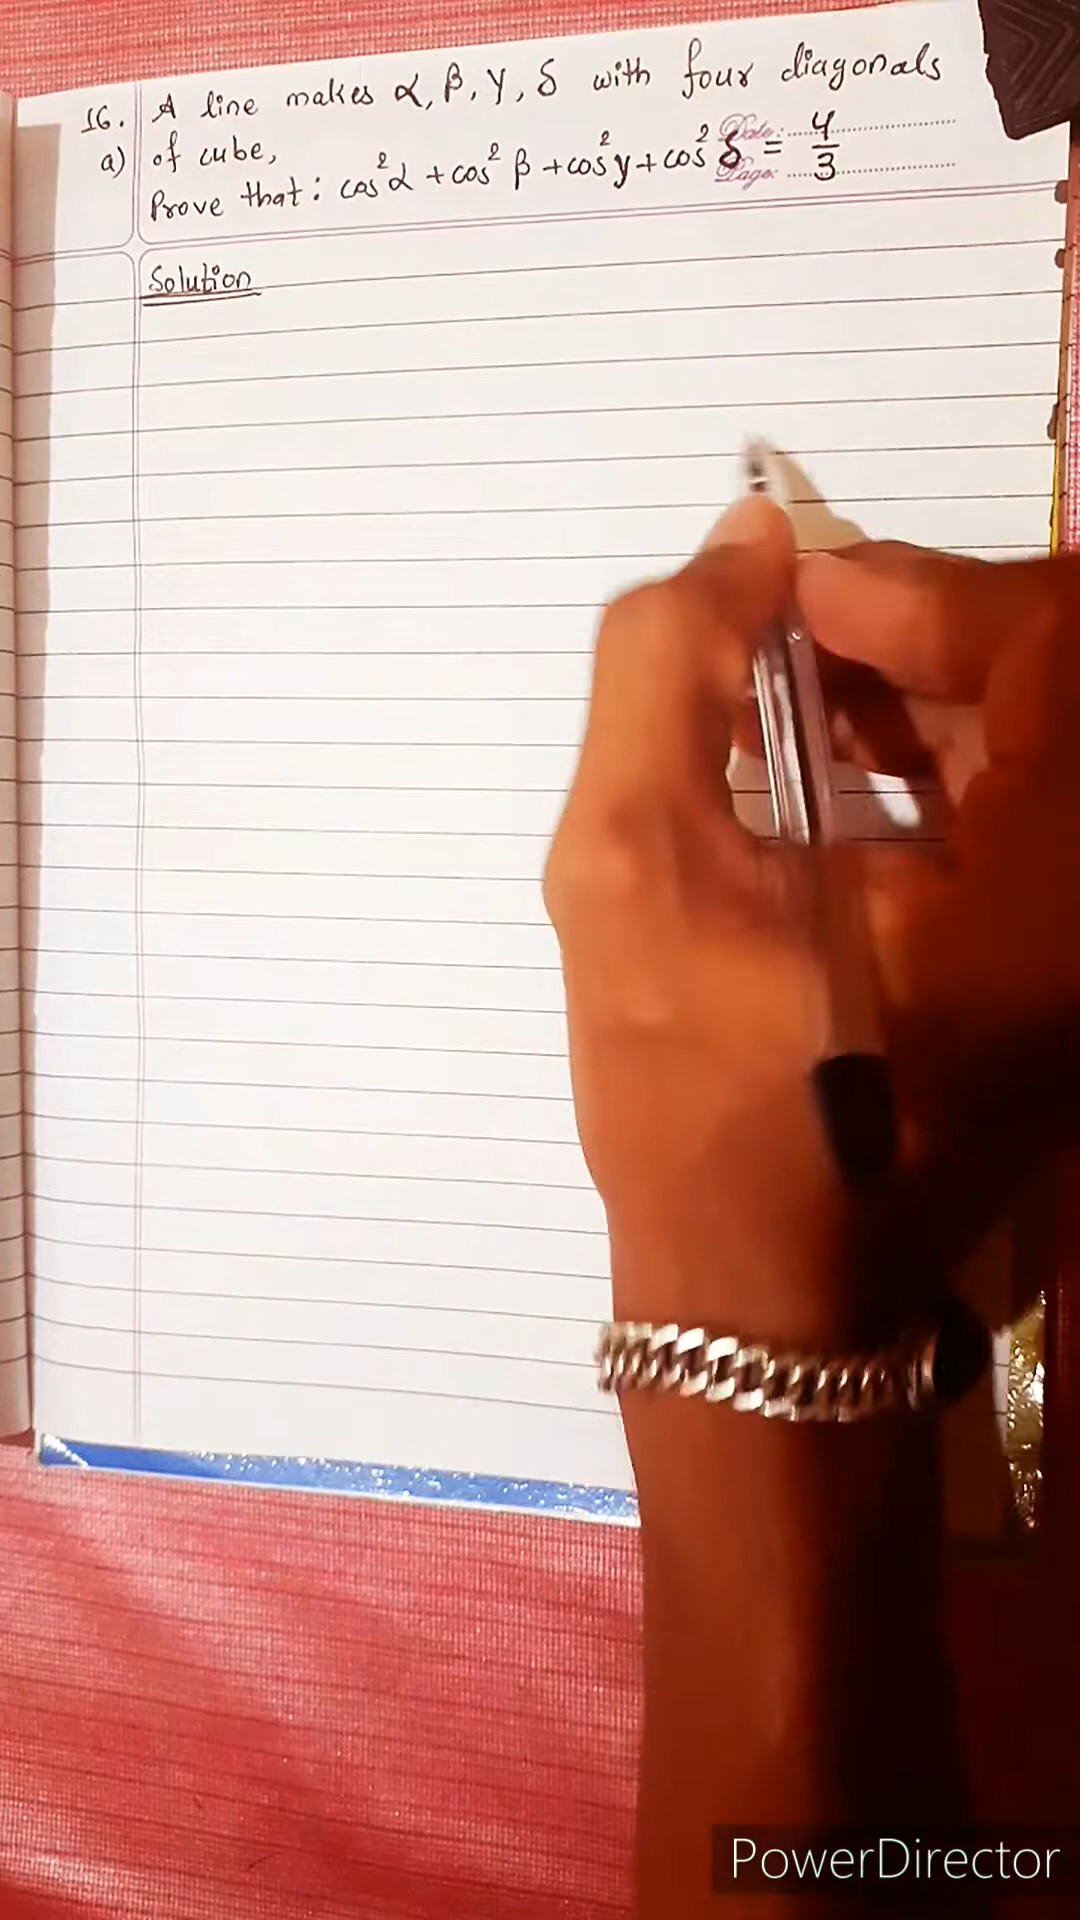 16. A line makes α, β, γ, δ with four diagonals
a) of cube,
Date:
Prove that: cos²α + cos²β + cos²γ + cos²δ = 4/3
Page:
Solution
PowerDirector